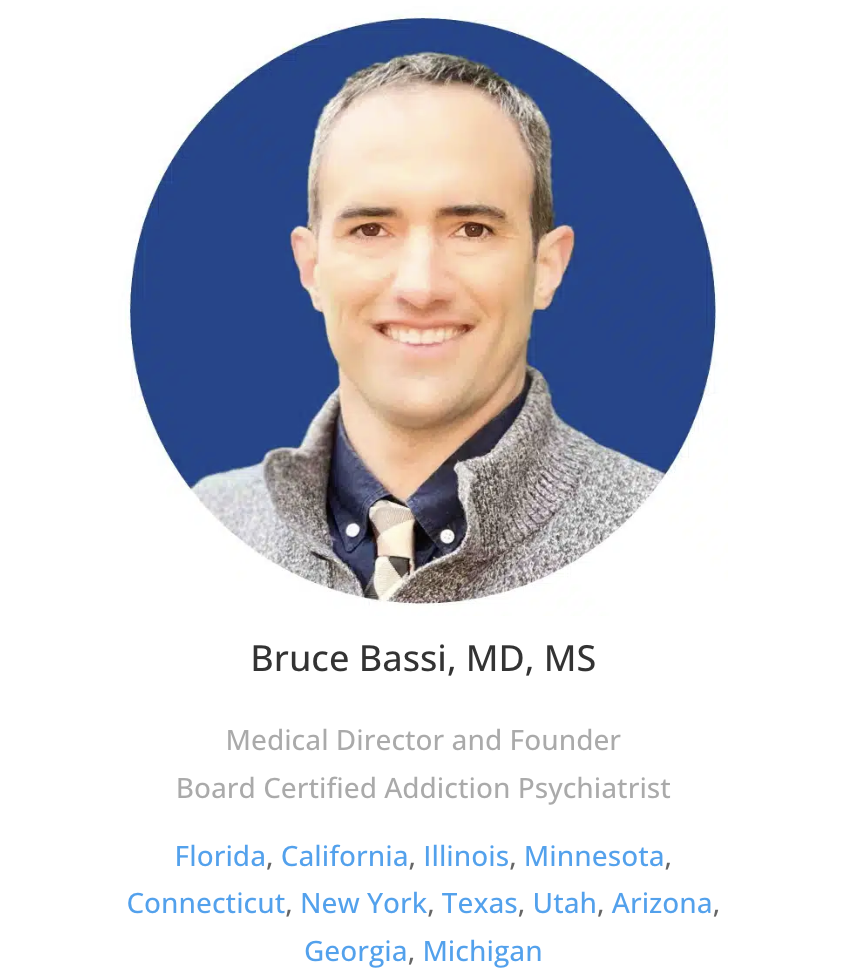 Bruce Bassi, MD, MS
Medical Director and Founder
Board Certified Addiction Psychiatrist
Florida, California, Illinois, Minnesota,
Connecticut, New York, Texas, Utah, Arizona,
Georgia, Michigan